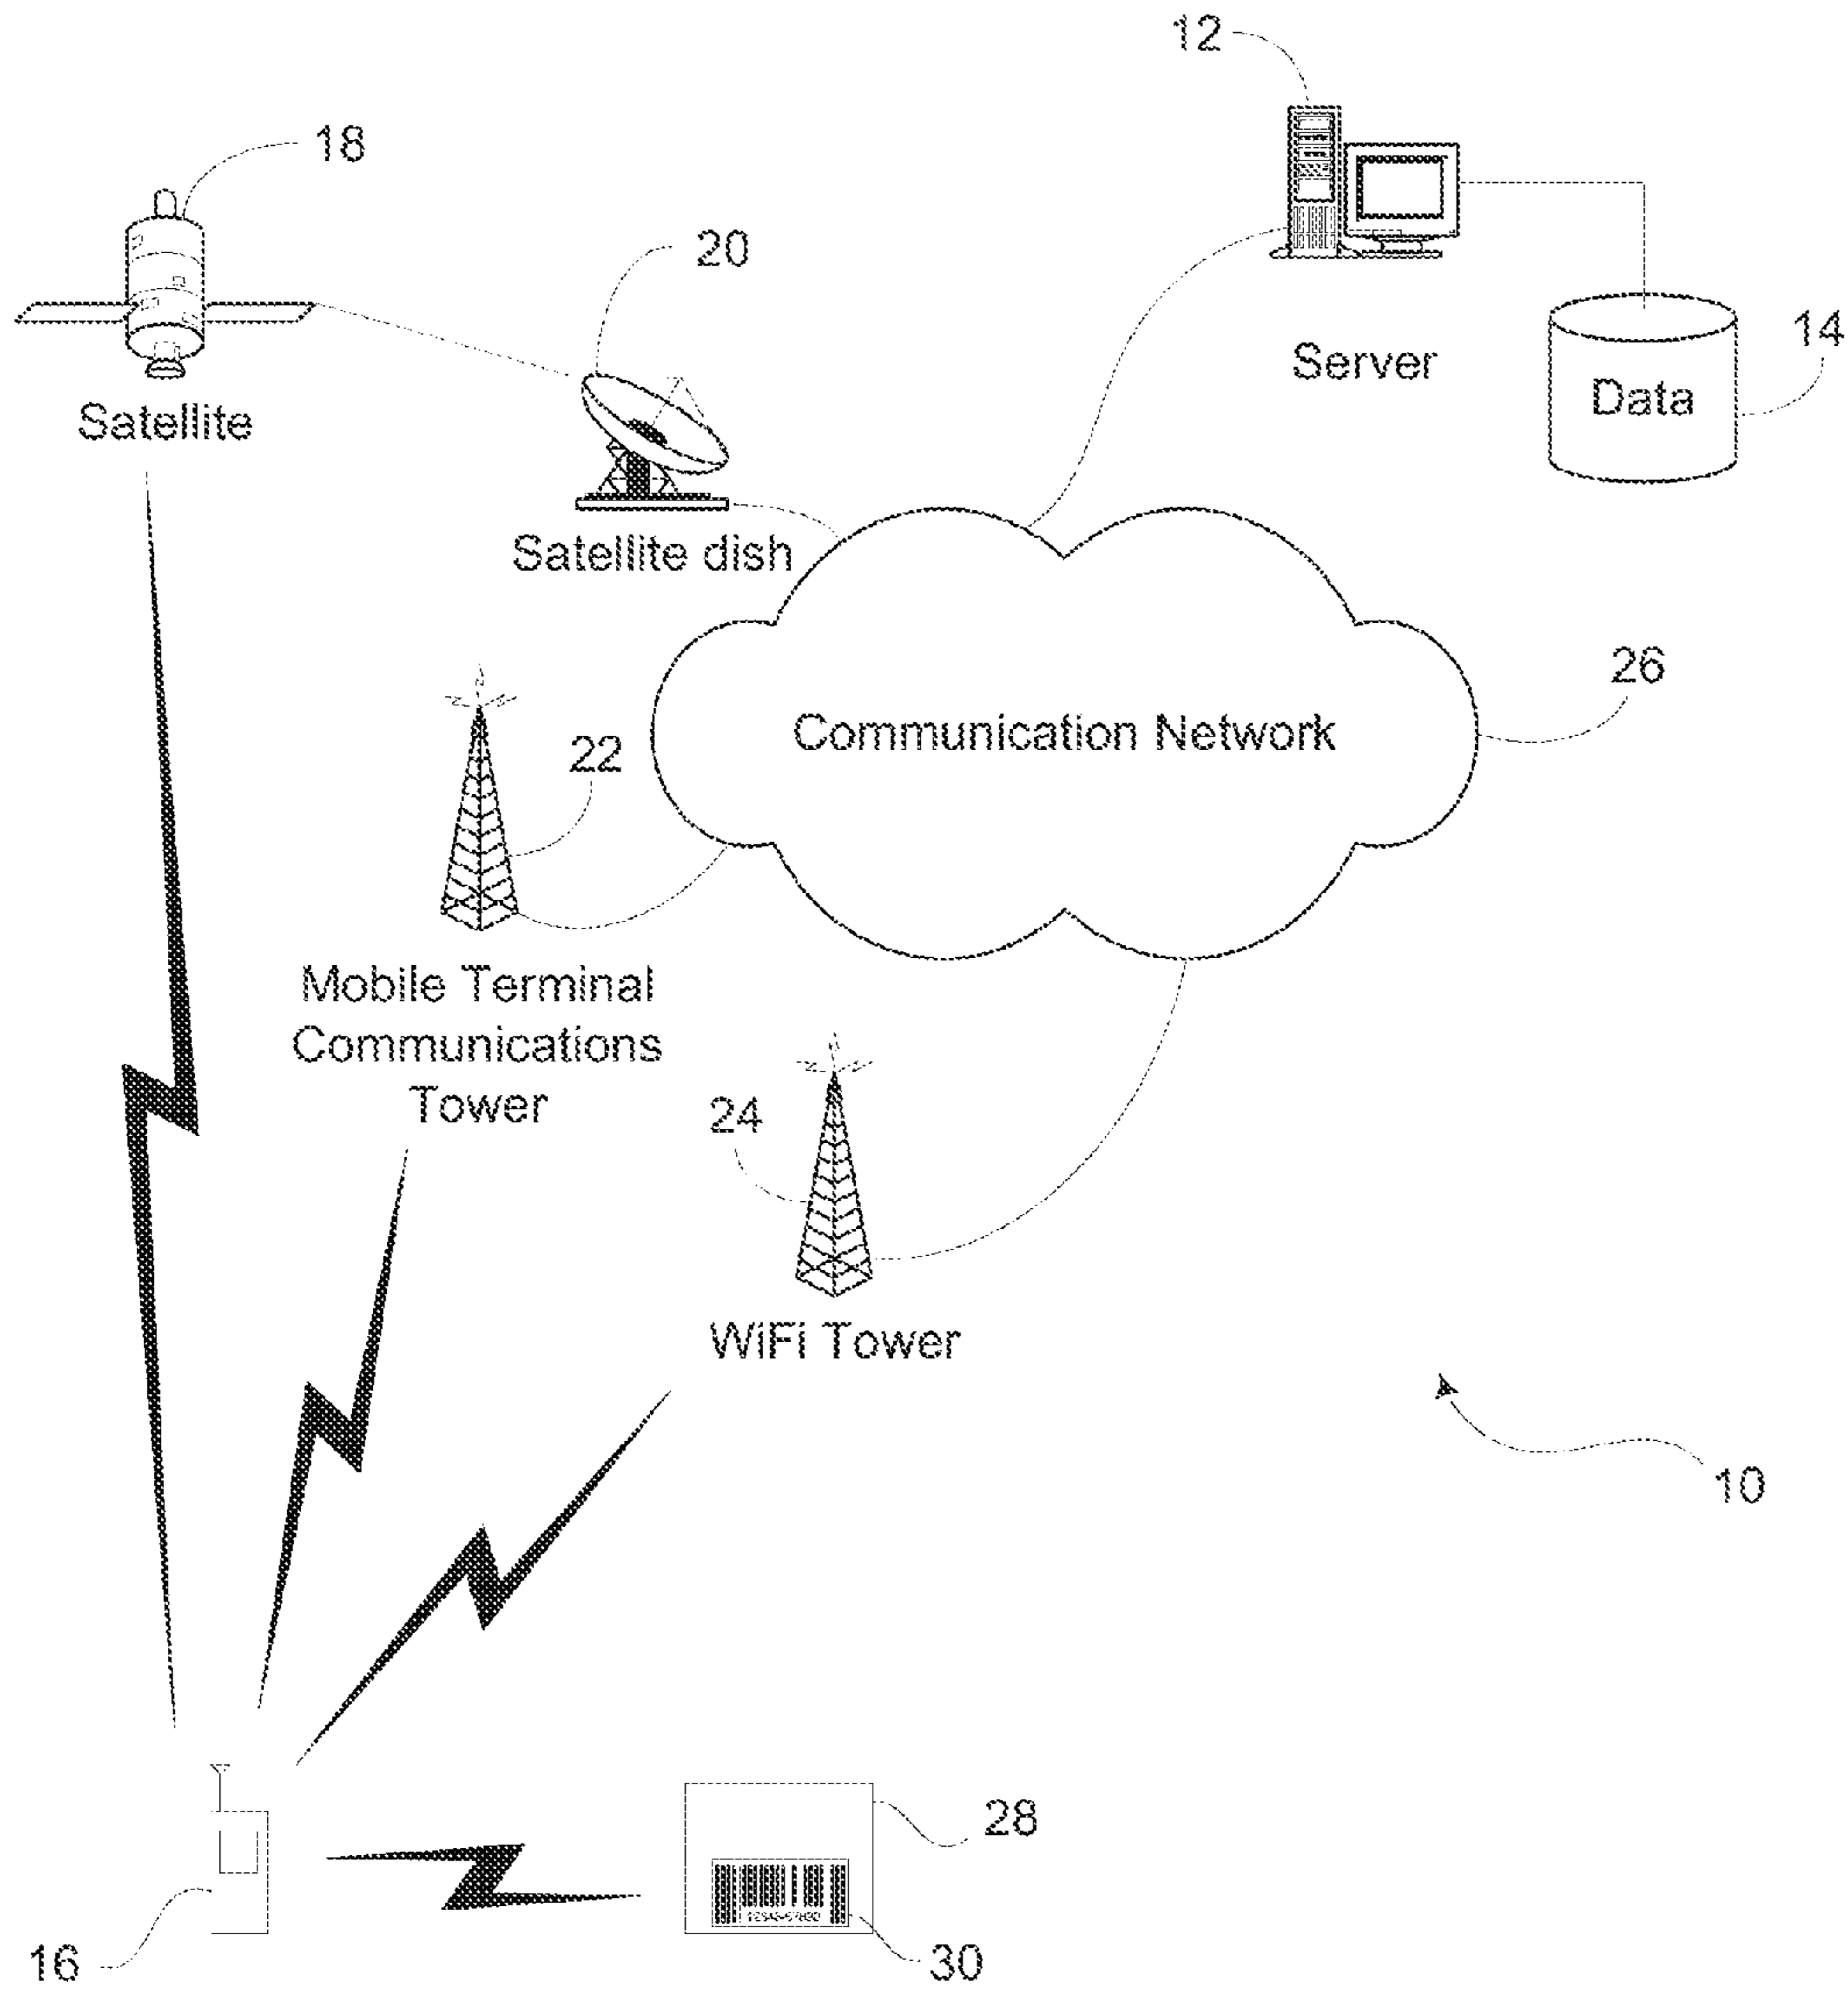 12
18
20
Server
14
Data
Satellite
Satellite dish
26
Communication Network
22
Mobile Terminal
Communications
Tower
24
WiFi Tower
10
28
16
30